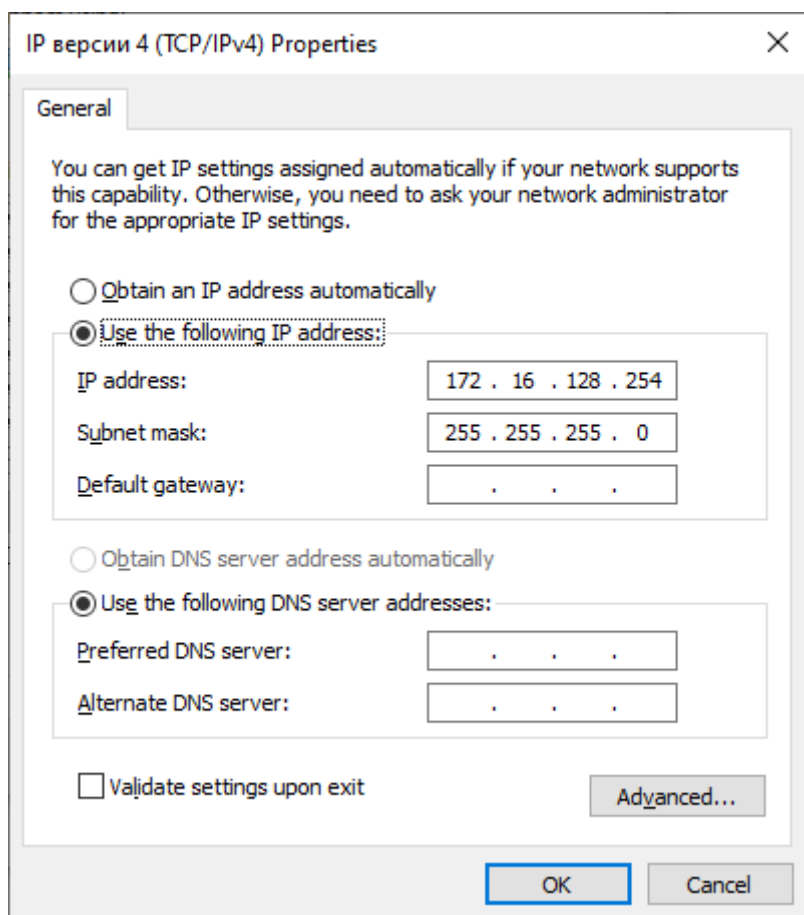 IP версии 4 (TCP/IPv4) Properties
General
You can get IP settings assigned automatically if your network supports
this capability. Otherwise, you need to ask your network administrator
for the appropriate IP settings.
Obtain an IP address automatically
Use the following IP address:
IP address: 172 . 16 . 128 . 254
Subnet mask: 255 . 255 . 255 . 0
Default gateway: . . .
Obtain DNS server address automatically
Use the following DNS server addresses:
Preferred DNS server: . . .
Alternate DNS server: . . .
Validate settings upon exit
Advanced...
OK Cancel